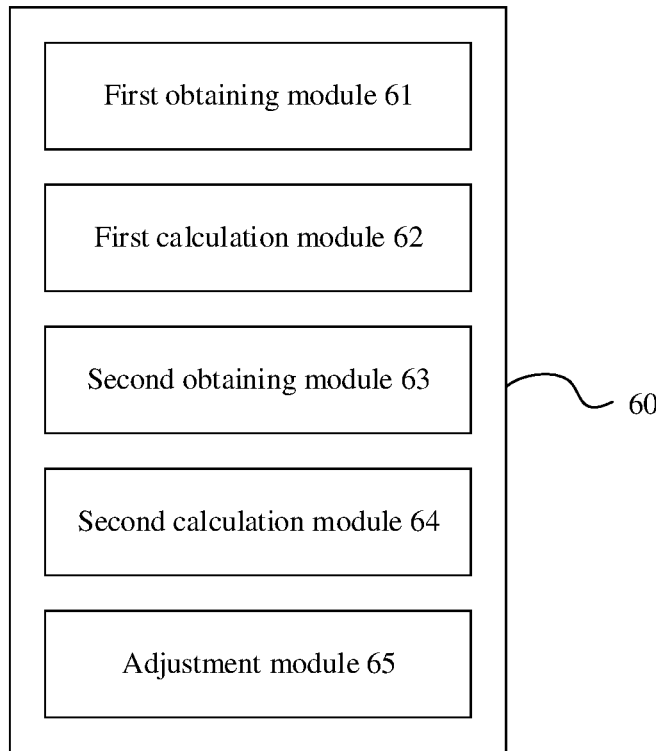 First obtaining module 61
First calculation module 62
Second obtaining module 63
60
Second calculation module 64
Adjustment module 65